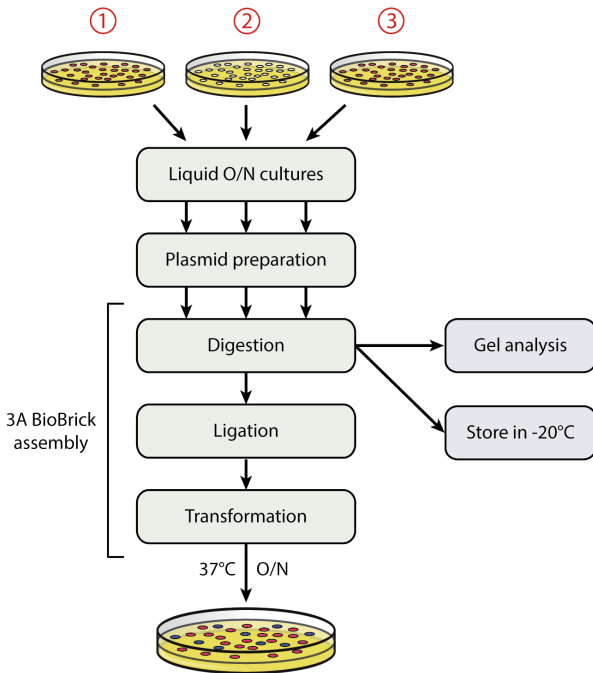 1
2
3
Liquid O/N cultures
Plasmid preparation
Digestion
Gel analysis
3A BioBrick
assembly
Ligation
Store in -20°C
Transformation
37°C O/N